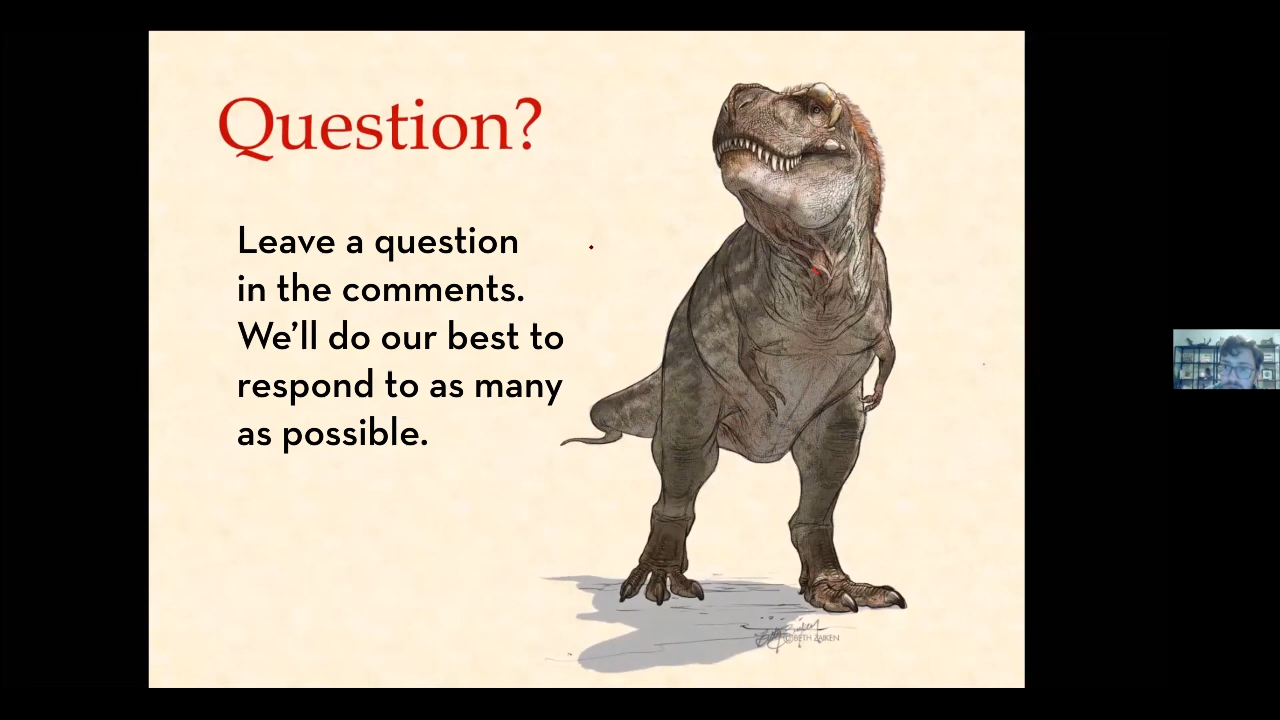 Question?
Leave a question
in the comments.
We'll do our best to
respond to as many
as possible.